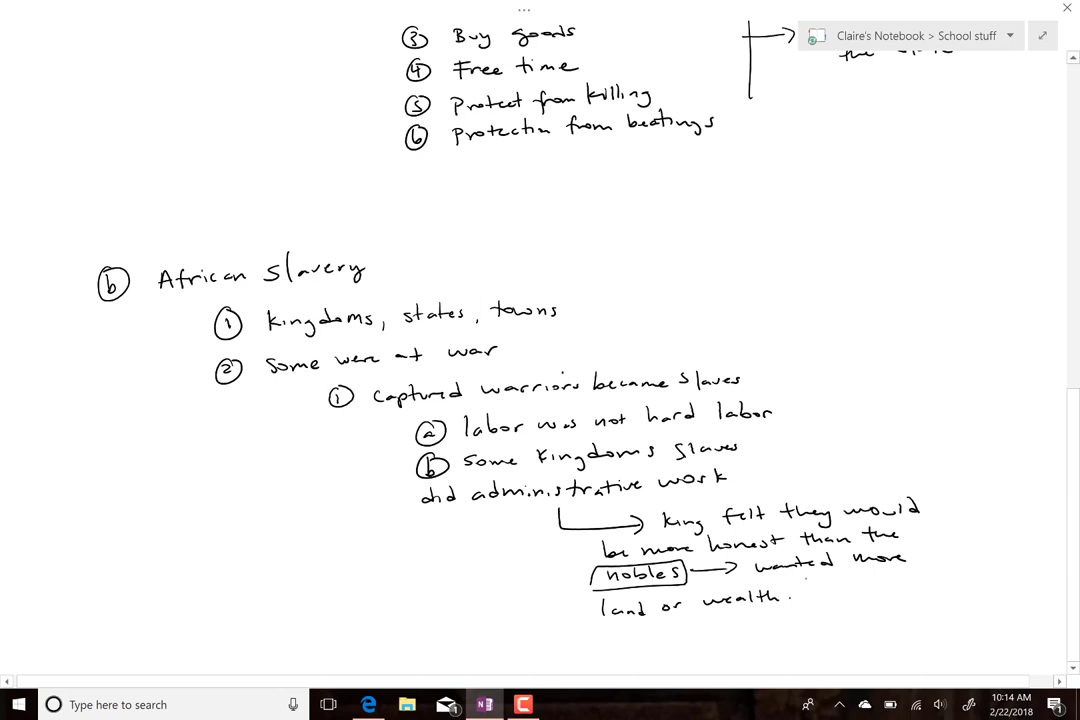 Claire's Notebook > School stuff
③ Buy goods
④ Free time
⑤ Protect from killing
⑥ Protection from beatings
the
ⓑ African slavery
① kingdoms, states, towns
② Some were at war
① captured warriors became slaves
ⓐ labor was not hard labor
ⓑ some kingdoms slaves
did administrative work
king felt they would
be more honest than the
nobles → wanted more
land or wealth.
Type here to search
10:14 AM
2/22/2018